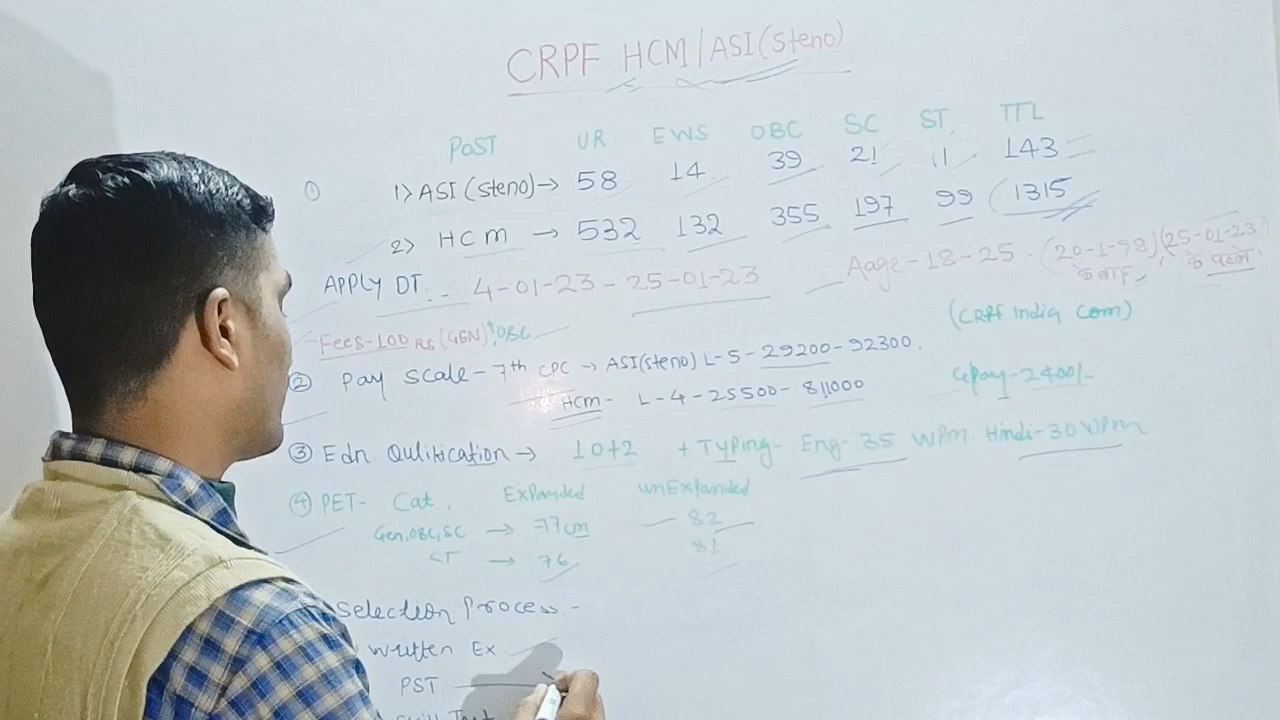 CRPF HCM/ASI(Steno)
POST UR EWS OBC SC ST TTL
① 1> ASI (Steno) → 58 14 39 21 11 143
2> HCM → 532 132 355 197 99 1315
APPLY DT. - 4-01-23 - 25-01-23 Aage - 18-25 - (20-1-98) (25-01-23)
के बाद के पहले
Fees-100 RS (GEN), OBC
(CRPF India Com)
② Pay Scale - 7th CPC → ASI(Steno) L-5-29200-92300.
HCM - L-4-25500-811000 GPay-2400/-
③ Edn Qulification → 10+2 + Typing- Eng- 35 WPM Hindi-30 WPM
④ PET- Cat. Expanded unExpanded
Gen,OBC,SC → 77cm - 82
ST → 76 81
Selection Process -
written Ex
PST
Skill Test